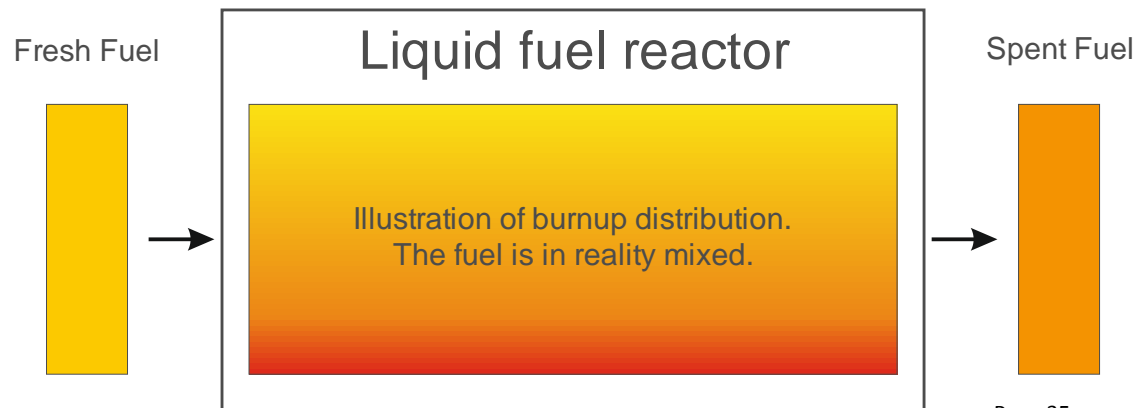 Liquid fuel reactor
Fresh Fuel
Spent Fuel
Illustration of burnup distribution.
The fuel is in reality mixed.